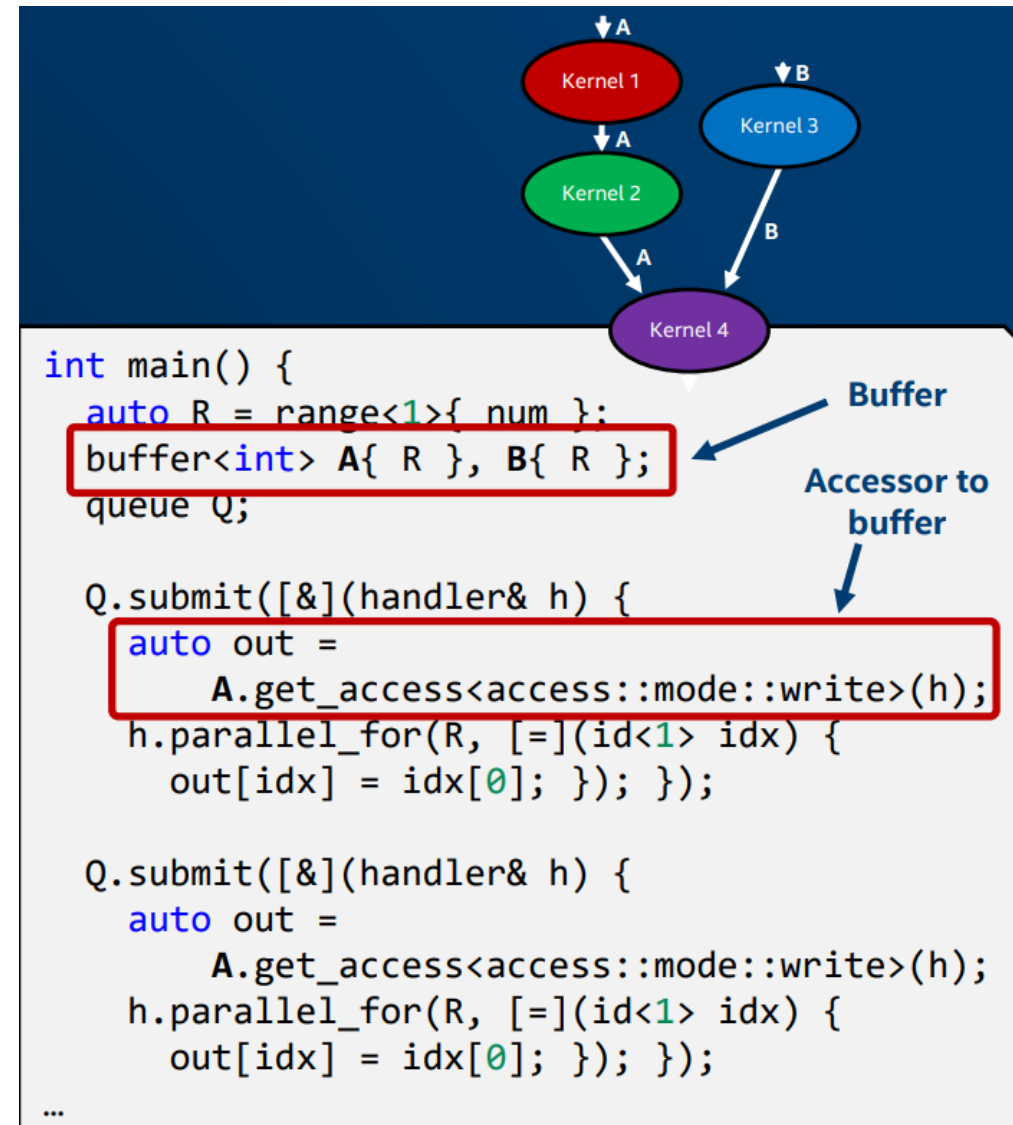 A
Kernel 1
B
Kernel 3
A
Kernel 2
B
A
Kernel 4
int main() {
auto R = range<1>{ num };
Buffer
buffer<int> A{ R }, B{ R };
Accessor to
buffer
queue Q;
Q.submit([&](handler& h) {
auto out =
A.get_access<access::mode::write>(h);
h.parallel_for(R, [=](id<1> idx) {
out[idx] = idx[0]; }); });
Q.submit([&](handler& h) {
auto out =
A.get_access<access::mode::write>(h);
h.parallel_for(R, [=](id<1> idx) {
out[idx] = idx[0]; }); });
…